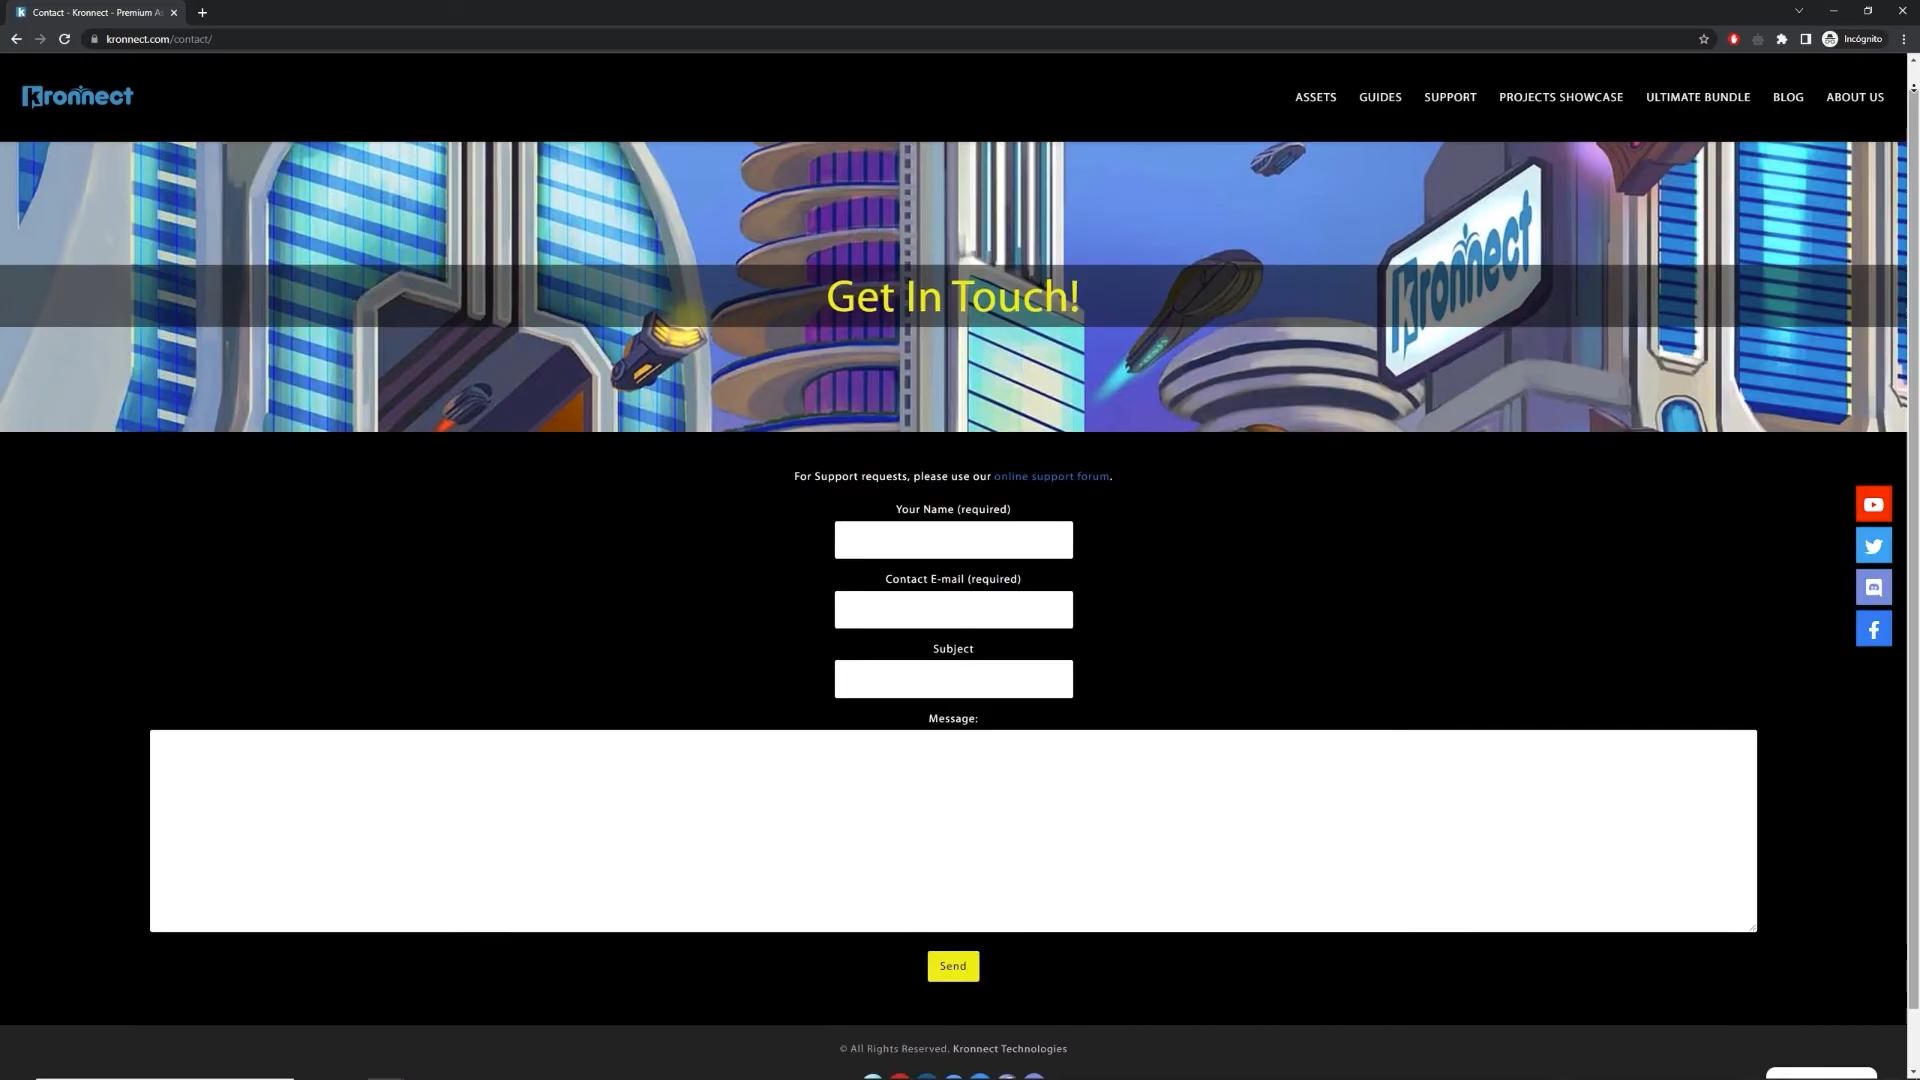 Contact - Kronnect - Premium As
kronnect.com/contact/
Incógnito
Kronnect
ASSETS GUIDES SUPPORT PROJECTS SHOWCASE ULTIMATE BUNDLE BLOG ABOUT US
Kronnect
Get In Touch!
For Support requests, please use our online support forum.
Your Name (required)
Contact E-mail (required)
Subject
Message:
Send
© All Rights Reserved. Kronnect Technologies